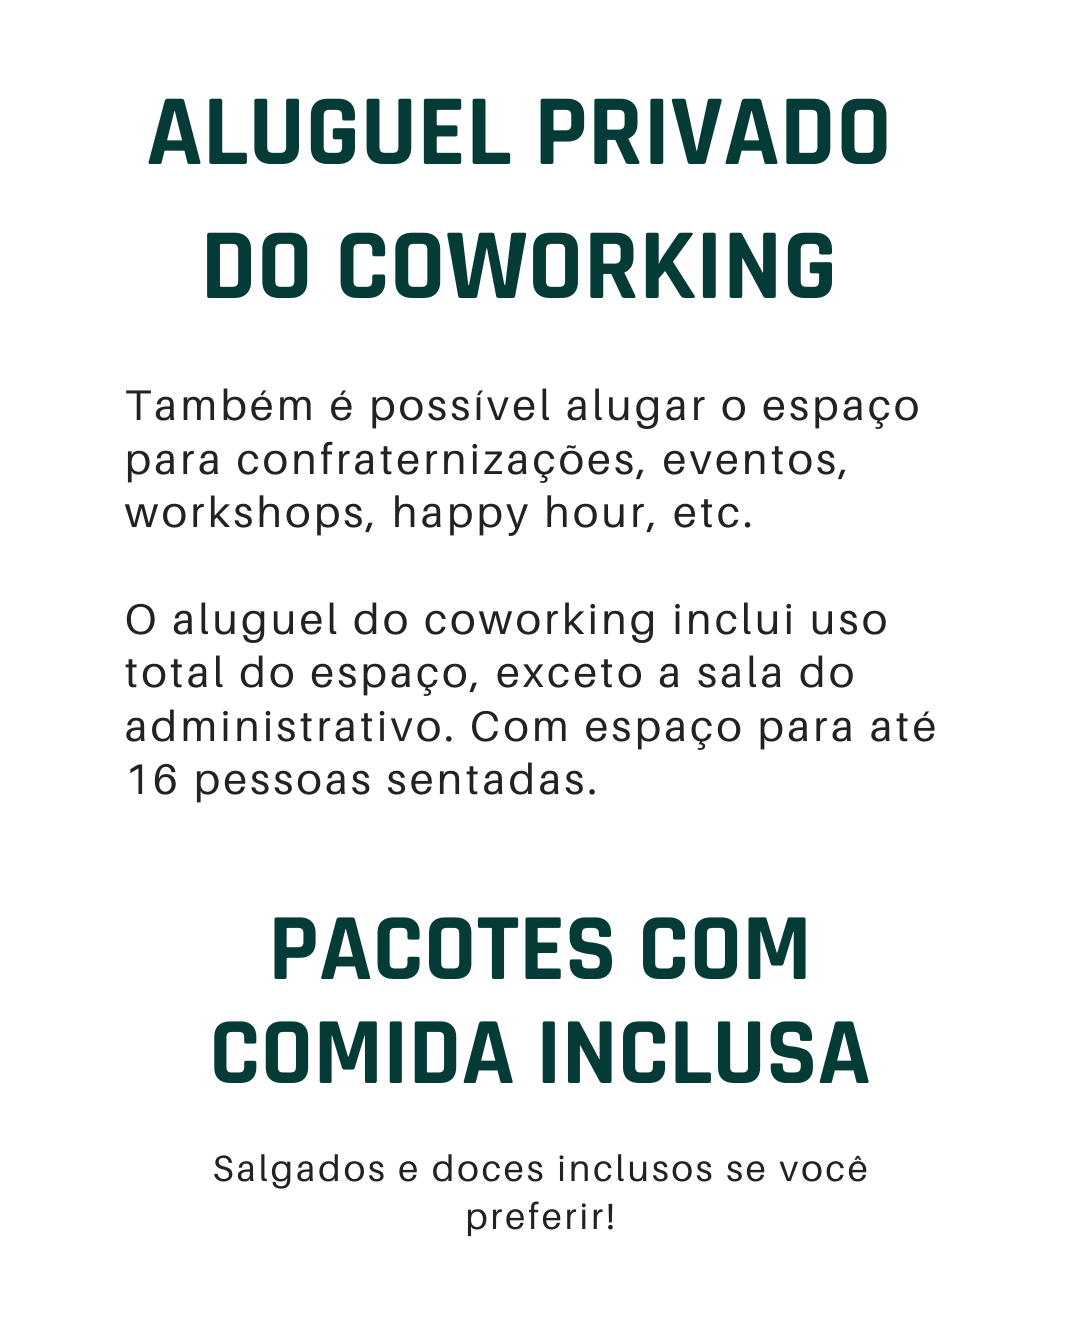 ALUGUEL PRIVADO
DO COWORKING
Também é possível alugar o espaço
para confraternizações, eventos,
workshops, happy hour, etc.
O aluguel do coworking inclui uso
total do espaço, exceto a sala do
administrativo. Com espaço para até
16 pessoas sentadas.
PACOTES COM
COMIDA INCLUSA
Salgados e doces inclusos se você
preferir!